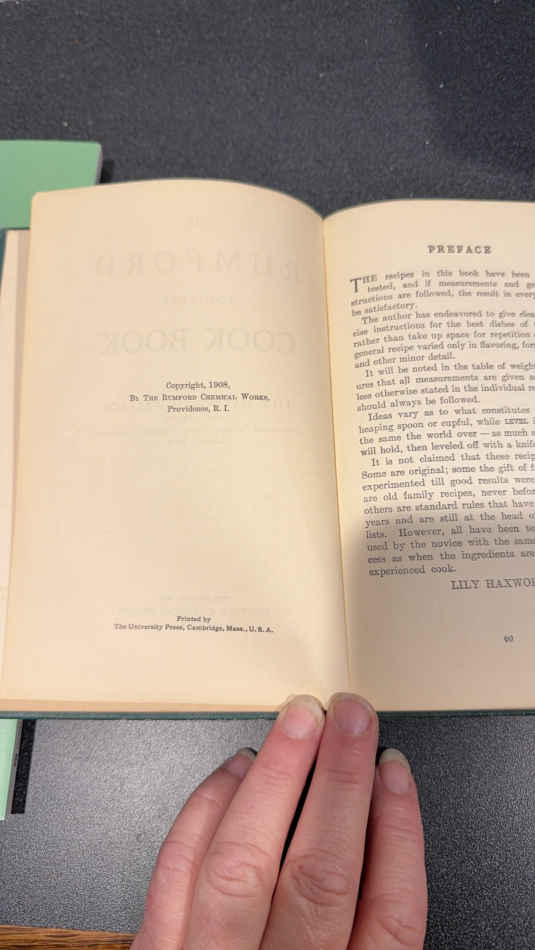 Copyright, 1908,
By The Rumford Chemical Works,
Providence, R. I.
Printed by
The University Press, Cambridge, Mass., U. S. A.
PREFACE
THE recipes in this book have been
tested, and if measurements and
structions are followed, the result in
be satisfactory.
The author has endeavored to give
cise instructions for the best dishes of
rather than take up space for repetition
general recipe varied only in flavoring,
and other minor detail.
It will be noted in the table of
ures that all measurements are given
less otherwise stated in the individual
should always be followed.
Ideas vary as to what constitutes
heaping spoon or cupful, while LEVEL
the same the world over — as much
will hold, then leveled off with a
It is not claimed that these
Some are original; some the gift of
experimented till good results were
are old family recipes, never
others are standard rules that have
years and are still at the head
lists. However, all have been
used by the novice with the same
cess as when the ingredients are
experienced cook.
LILY
RUMFORD
COOK BOOK